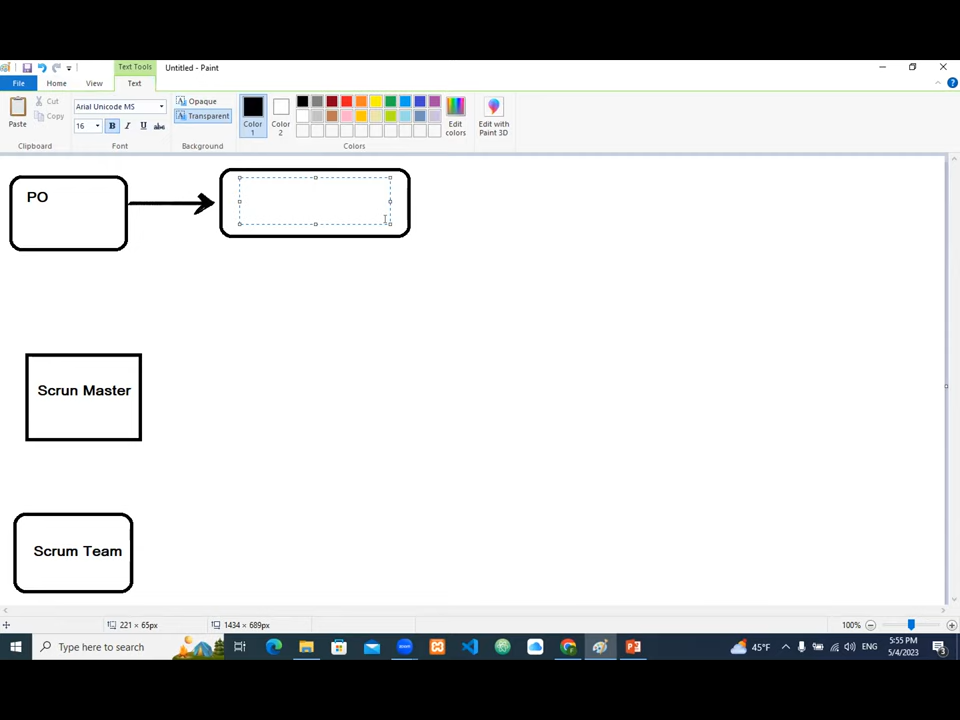 Text Tools
Untitled - Paint
File
Home
View
Text
Paste
Cut
Copy
Clipboard
Arial Unicode MS
16
B
I
U
abc
Font
Opaque
Transparent
Background
Color
1
Color
2
Colors
Edit
colors
Edit with
Paint 3D
PO
Scrun Master
Scrum Team
221 × 65px
1434 × 689px
100%
Type here to search
45°F
ENG
5:55 PM
5/4/2023
3